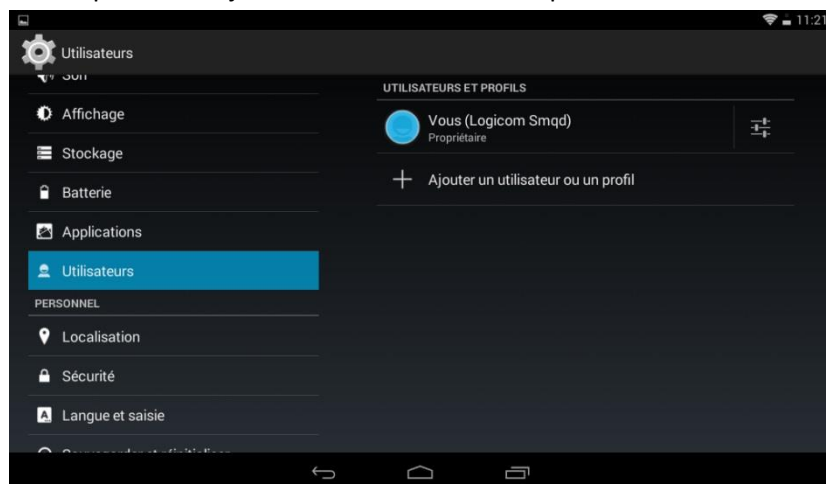 11:21
Utilisateurs
Son
Affichage
Stockage
Batterie
Applications
Utilisateurs
PERSONNEL
Localisation
Sécurité
Langue et saisie
UTILISATEURS ET PROFILS
Vous (Logicom Smqd)
Propriétaire
Ajouter un utilisateur ou un profil